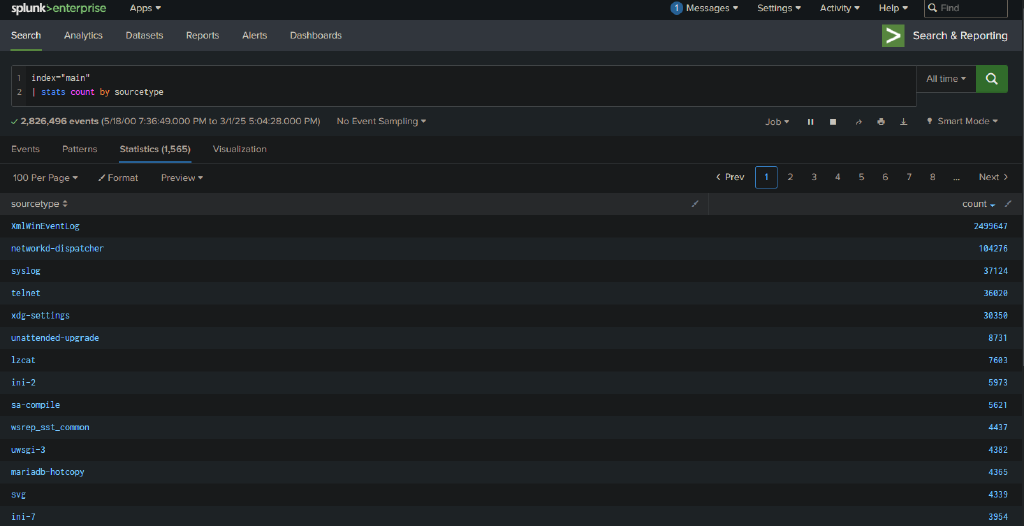 splunk>enterprise Apps 1 Messages Settings Activity Help Find
Search Analytics Datasets Reports Alerts Dashboards Search & Reporting
1 index="main"
2 | stats count by sourcetype
All time
2,826,496 events (5/18/00 7:36:49.000 PM to 3/1/25 5:04:28.000 PM) No Event Sampling Job Smart Mode
Events Patterns Statistics (1,565) Visualization
100 Per Page Format Preview < Prev 1 2 3 4 5 6 7 8 ... Next >
sourcetype count
XmlWinEventLog 2499647
networkd-dispatcher 104276
syslog 37124
telnet 36020
xdg-settings 30350
unattended-upgrade 8731
lzcat 7603
ini-2 5973
sa-compile 5621
wsrep_sst_common 4437
uwsgi-3 4382
mariadb-hotcopy 4365
svg 4339
ini-7 3954